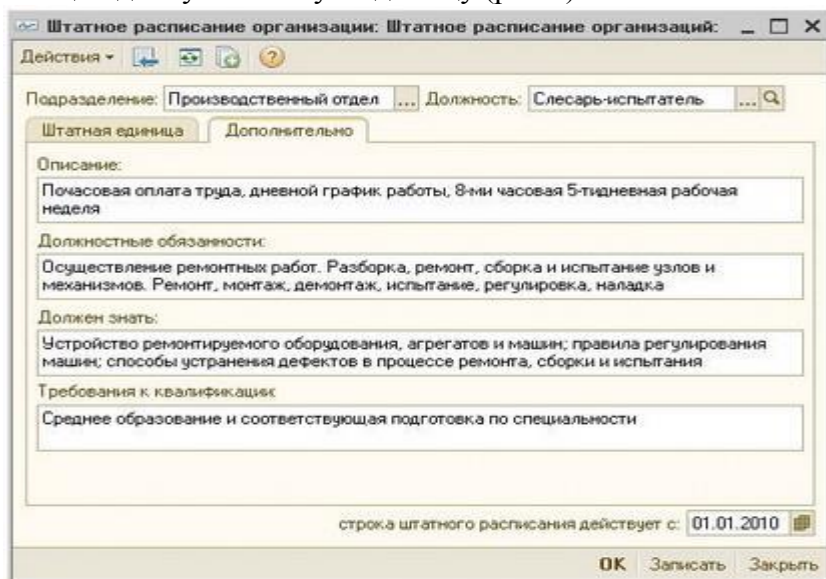 Штатное расписание организации: Штатное расписание организаций:
Действия
Подразделение: Производственный отдел ... Должность: Слесарь-испытатель ...
Штатная единица Дополнительно
Описание:
Почасовая оплата труда, дневной график работы, 8-ми часовая 5-тидневная рабочая
неделя
Должностные обязанности:
Осуществление ремонтных работ. Разборка, ремонт, сборка и испытание узлов и
механизмов. Ремонт, монтаж, демонтаж, испытание, регулировка, наладка
Должен знать:
Устройство ремонтируемого оборудования, агрегатов и машин; правила регулирования
машин; способы устранения дефектов в процессе ремонта, сборки и испытания
Требования к квалификации:
Среднее образование и соответствующая подготовка по специальности
строка штатного расписания действует с: 01.01.2010
OK Записать Закрыть